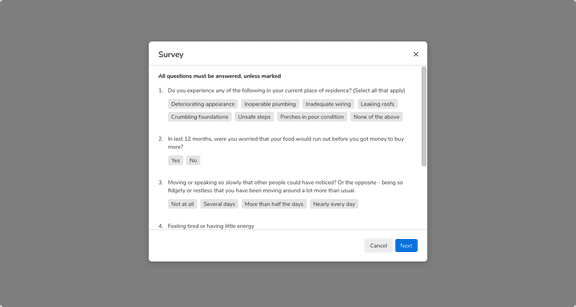 Survey
All questions must be answered, unless marked
1. Do you experience any of the following in your current place of residence? (Select all that apply)
Deteriorating appearance Inoperable plumbing Inadequate wiring Leaking roofs
Crumbling foundations Unsafe steps Porches in poor condition None of the above
2. In last 12 months, were you worried that your food would run out before you got money to buy
more?
Yes No
3. Moving or speaking so slowly that other people could have noticed? Or the opposite - being so
fidgety or restless that you have been moving around a lot more than usual.
Not at all Several days More than half the days Nearly every day
4. Feeling tired or having little energy
Cancel Next